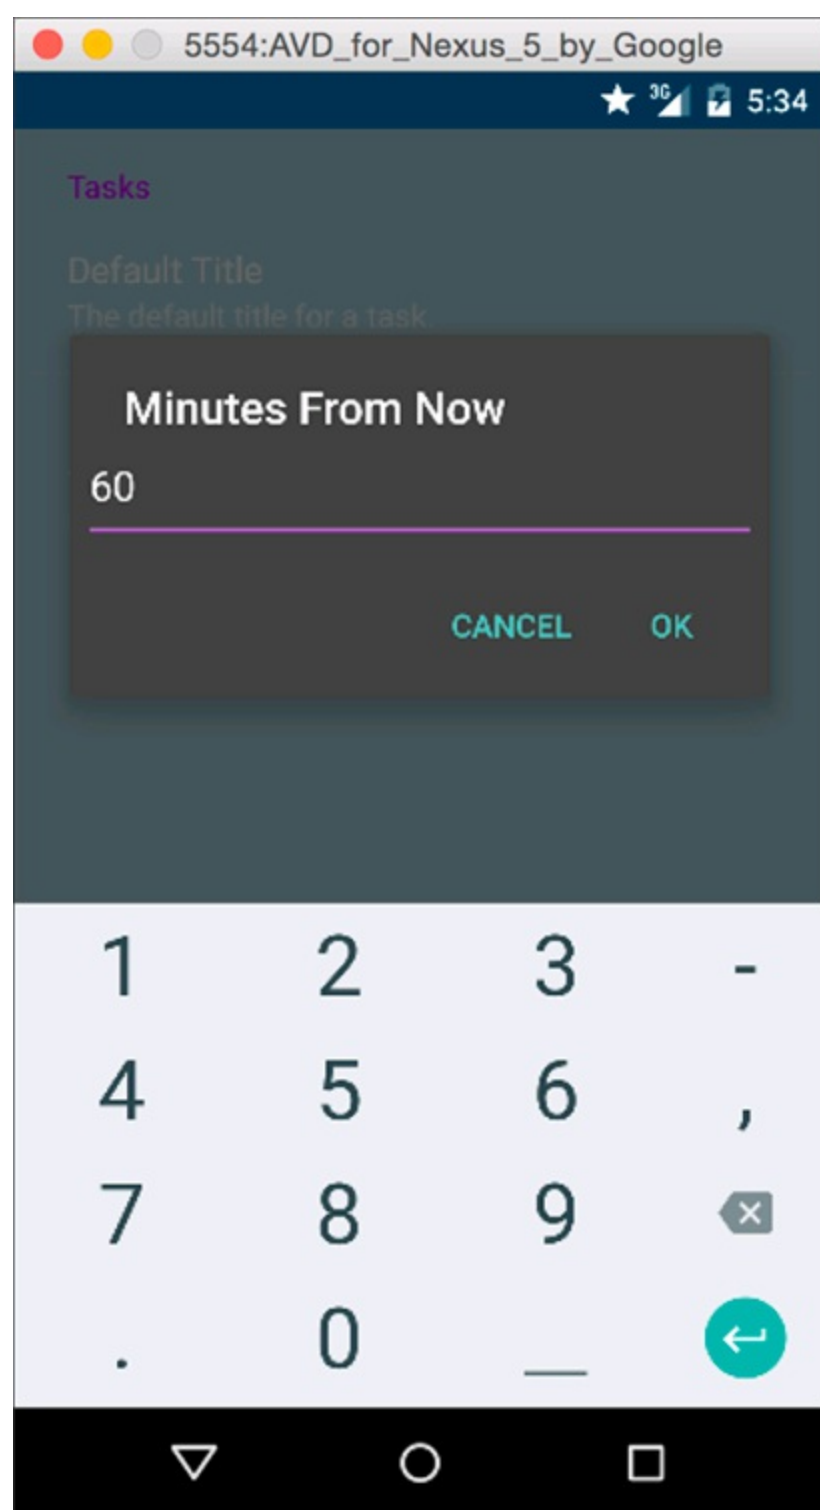 5554:AVD_for_Nexus_5_by_Google
3G 5:34
Tasks
Default Title
The default title for a task.
Minutes From Now
60
CANCEL OK
1 2 3 -
4 5 6 ,
7 8 9
. 0 _